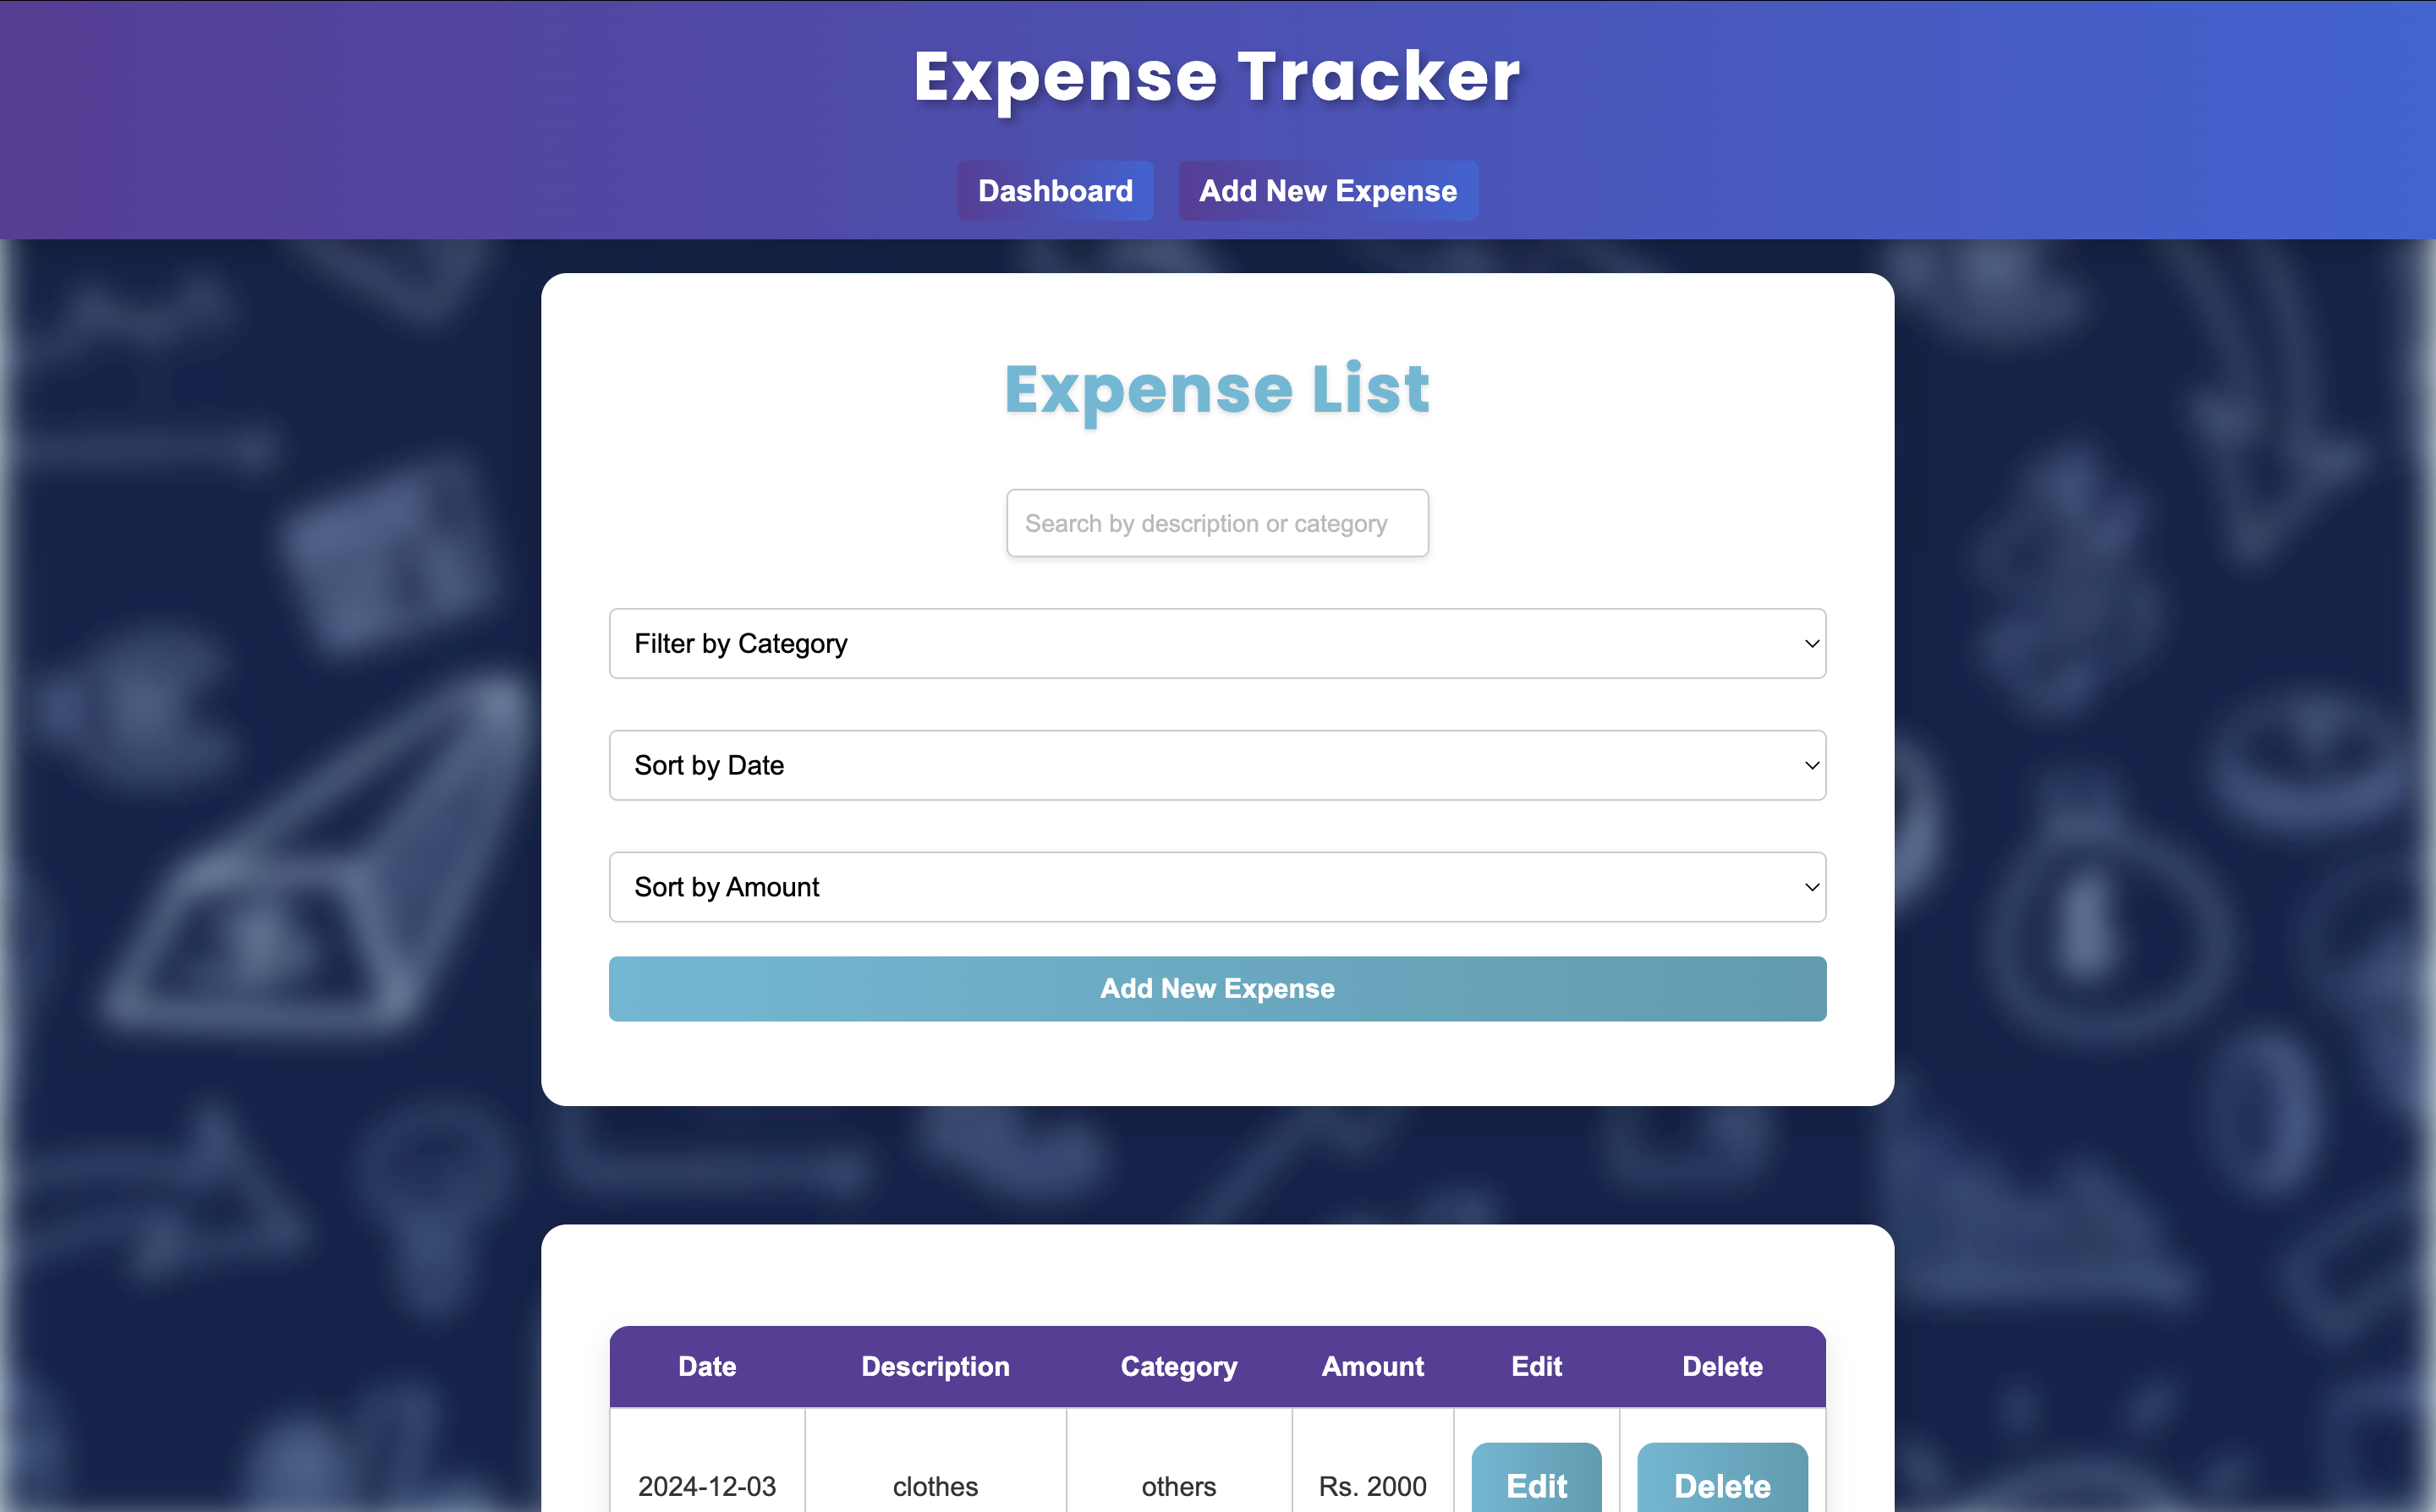 Expense Tracker
Dashboard Add New Expense
Expense List
Search by description or category
Filter by Category
Sort by Date
Sort by Amount
Add New Expense
Date Description Category Amount Edit Delete
2024-12-03 clothes others Rs. 2000 Edit Delete